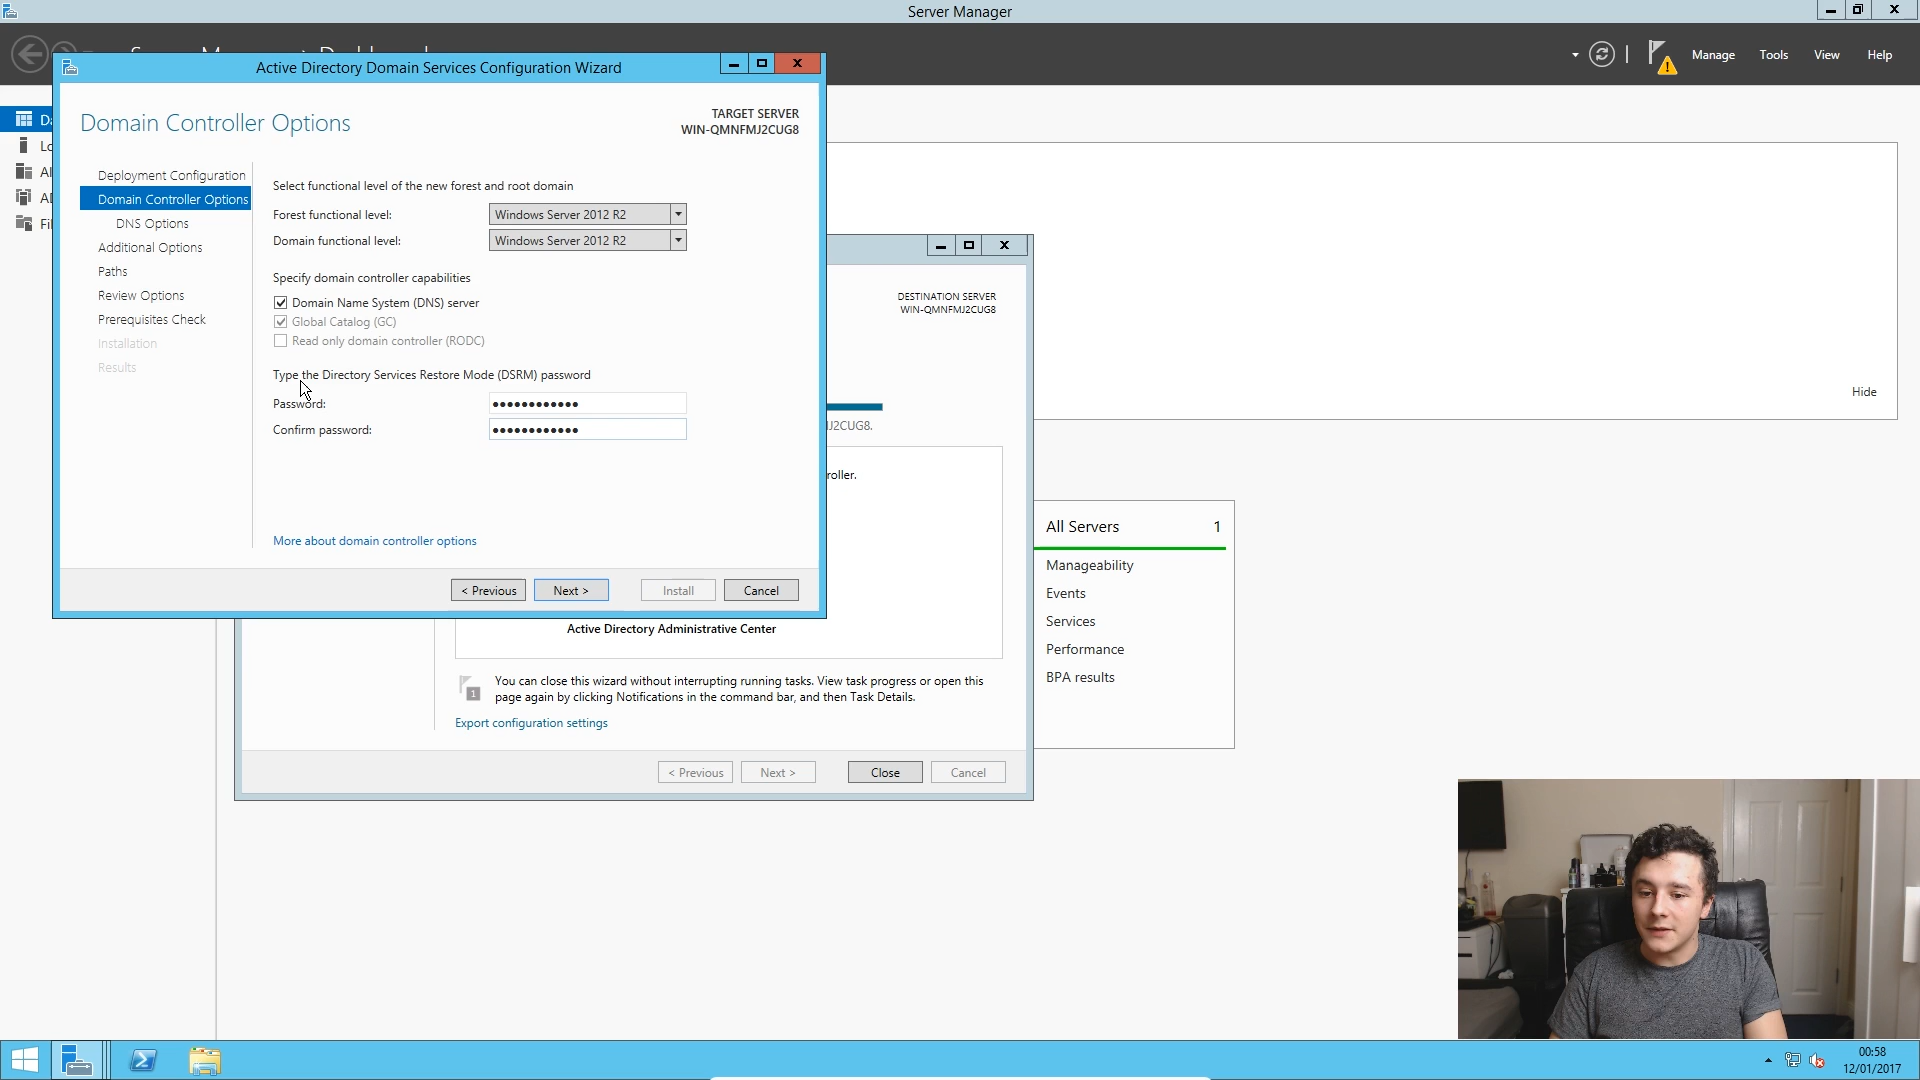 Server Manager
Manage
Tools
View
Help
Active Directory Domain Services Configuration Wizard
Domain Controller Options
TARGET SERVER
WIN-QMNFMJ2CUG8
Deployment Configuration
Domain Controller Options
DNS Options
Additional Options
Paths
Review Options
Prerequisites Check
Installation
Results
Select functional level of the new forest and root domain
Forest functional level:
Windows Server 2012 R2
Domain functional level:
Windows Server 2012 R2
Specify domain controller capabilities
Domain Name System (DNS) server
Global Catalog (GC)
Read only domain controller (RODC)
Type the Directory Services Restore Mode (DSRM) password
Password:
●●●●●●●●●●●●
Confirm password:
●●●●●●●●●●●●
More about domain controller options
< Previous
Next >
Install
Cancel
DESTINATION SERVER
WIN-QMNFMJ2CUG8
Hide
J2CUG8.
roller.
Active Directory Administrative Center
1
You can close this wizard without interrupting running tasks. View task progress or open this
page again by clicking Notifications in the command bar, and then Task Details.
Export configuration settings
< Previous
Next >
Close
Cancel
All Servers
1
Manageability
Events
Services
Performance
BPA results
00:58
12/01/2017